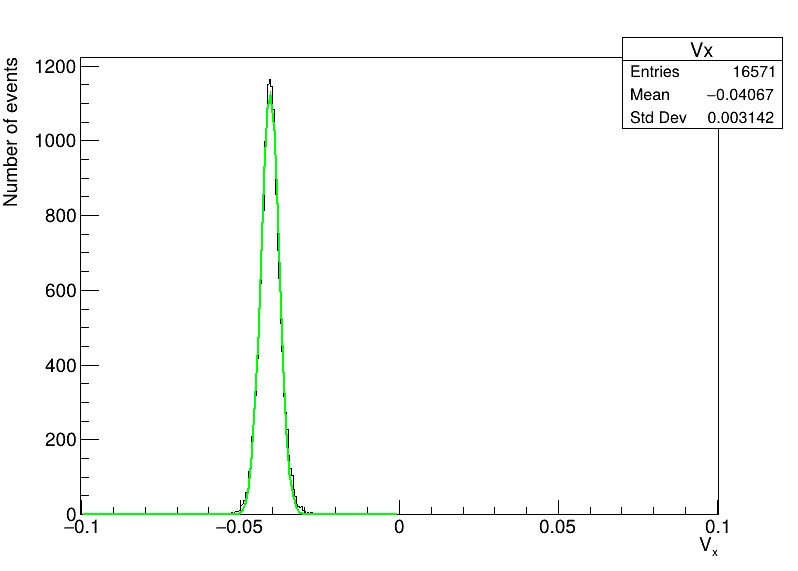 Vx
Entries 16571
Mean −0.04067
Std Dev 0.003142
Number of events
1200
1000
800
600
400
200
0
−0.1 −0.05 0 0.05 0.1
Vx